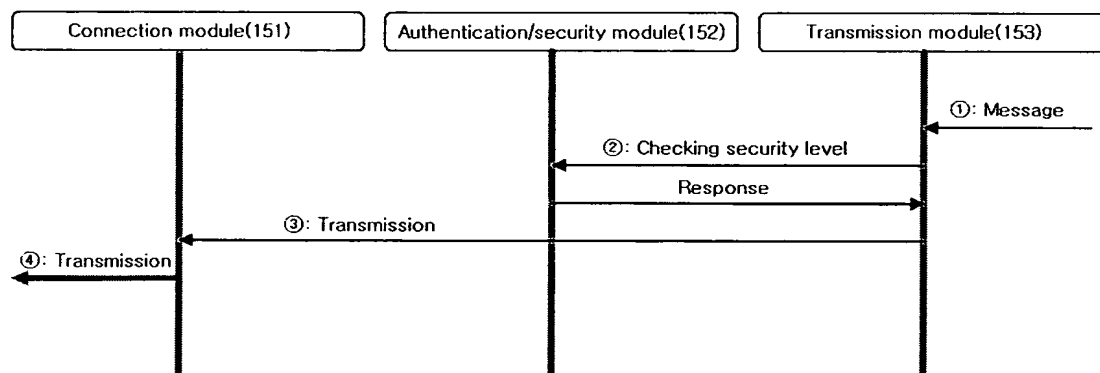 Connection module(151)
Authentication/security module(152)
Transmission module(153)
①: Message
②: Checking security level
Response
③: Transmission
④: Transmission